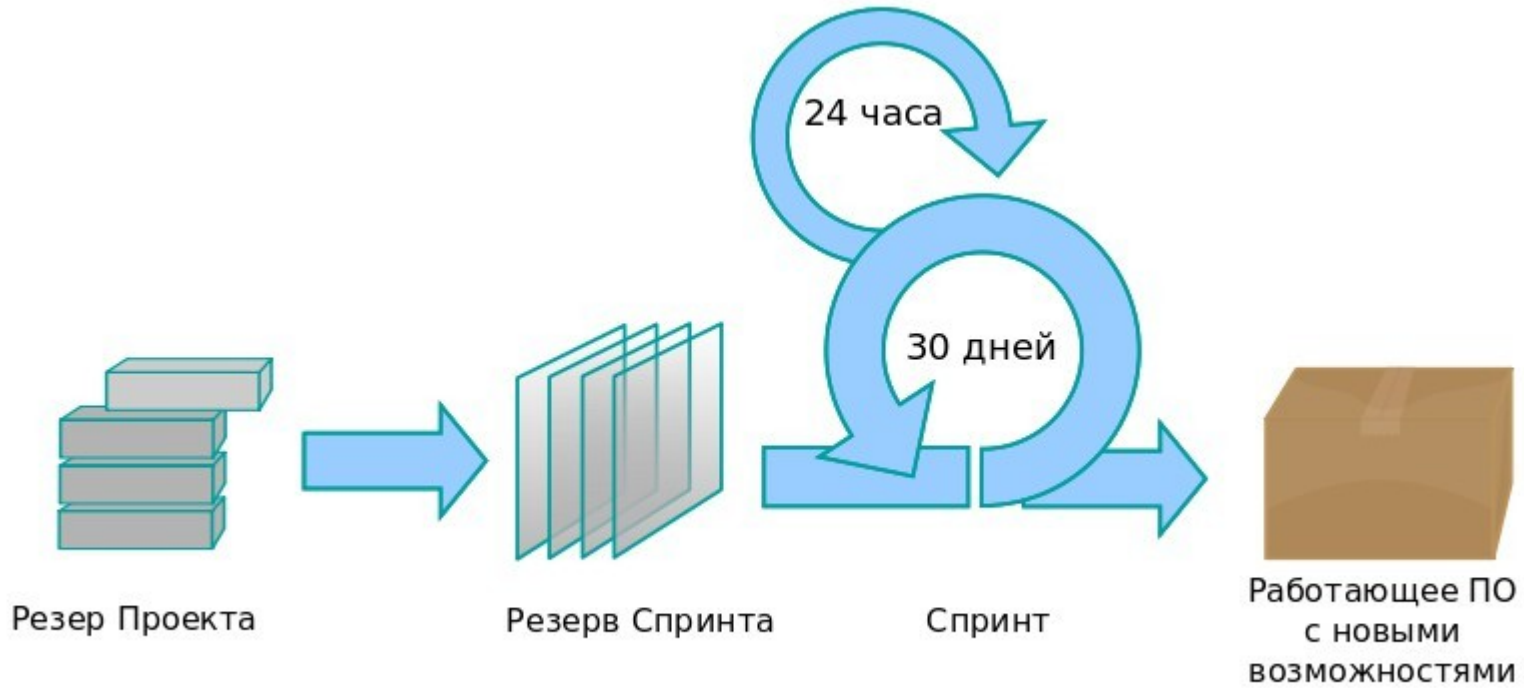 24 часа
30 дней
Резер Проекта
Резерв Спринта
Спринт
Работающее ПО
с новыми
возможностями